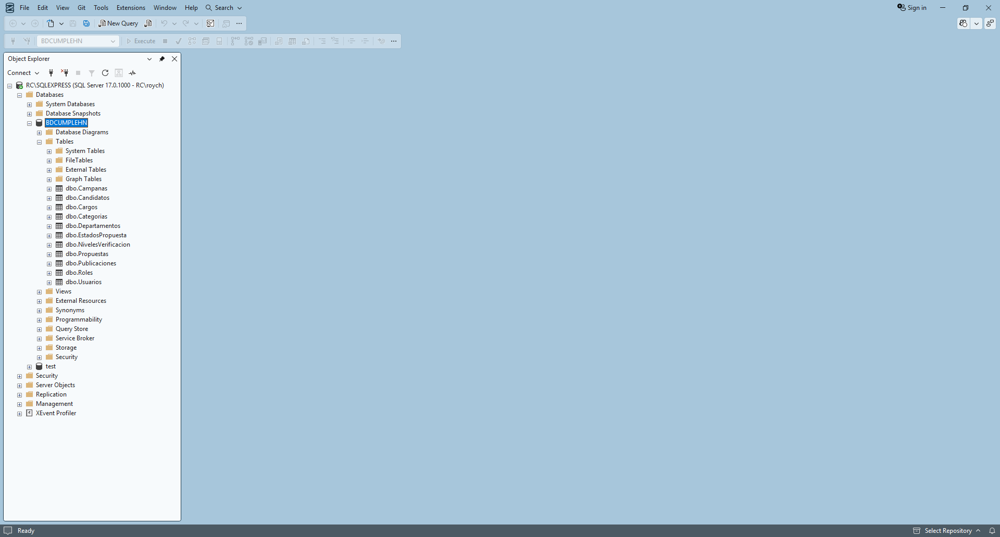 File Edit View Git Tools Extensions Window Help Search Sign in
New Query
BDCUMPLEHN Execute
Object Explorer
Connect
RC\SQLEXPRESS (SQL Server 17.0.1000 - RC\roych)
Databases
System Databases
Database Snapshots
BDCUMPLEHN
Database Diagrams
Tables
System Tables
FileTables
External Tables
Graph Tables
dbo.Campanas
dbo.Candidatos
dbo.Cargos
dbo.Categorias
dbo.Departamentos
dbo.EstadosPropuesta
dbo.NivelesVerificacion
dbo.Propuestas
dbo.Publicaciones
dbo.Roles
dbo.Usuarios
Views
External Resources
Synonyms
Programmability
Query Store
Service Broker
Storage
Security
test
Security
Server Objects
Replication
Management
XEvent Profiler
Ready Select Repository